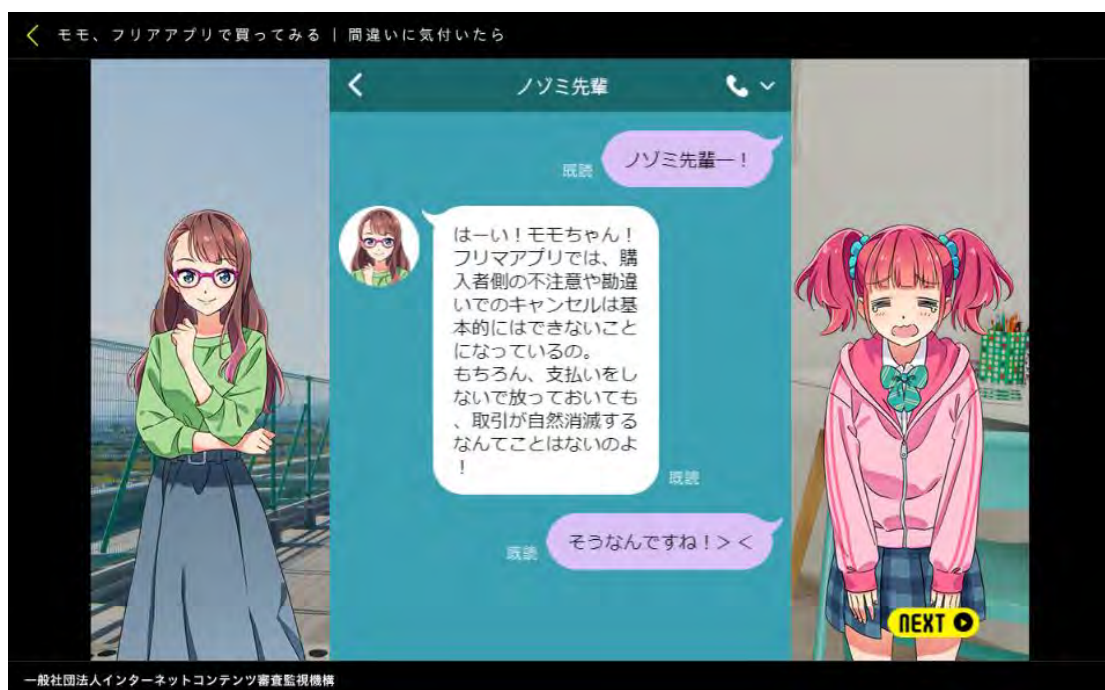 モモ、フリアアプリで買ってみる | 間違いに気付いたら
ノゾミ先輩
ノゾミ先輩ー！
既読
はーい！モモちゃん！
フリマアプリでは、購
入者側の不注意や勘違
いでのキャンセルは基
本的にはできないこと
になっているの。
もちろん、支払いをし
ないで放っておいても
、取引が自然消滅する
なんてことはないのよ
！
既読
そうなんですね！＞＜
既読
NEXT
一般社団法人インターネットコンテンツ審査監視機構